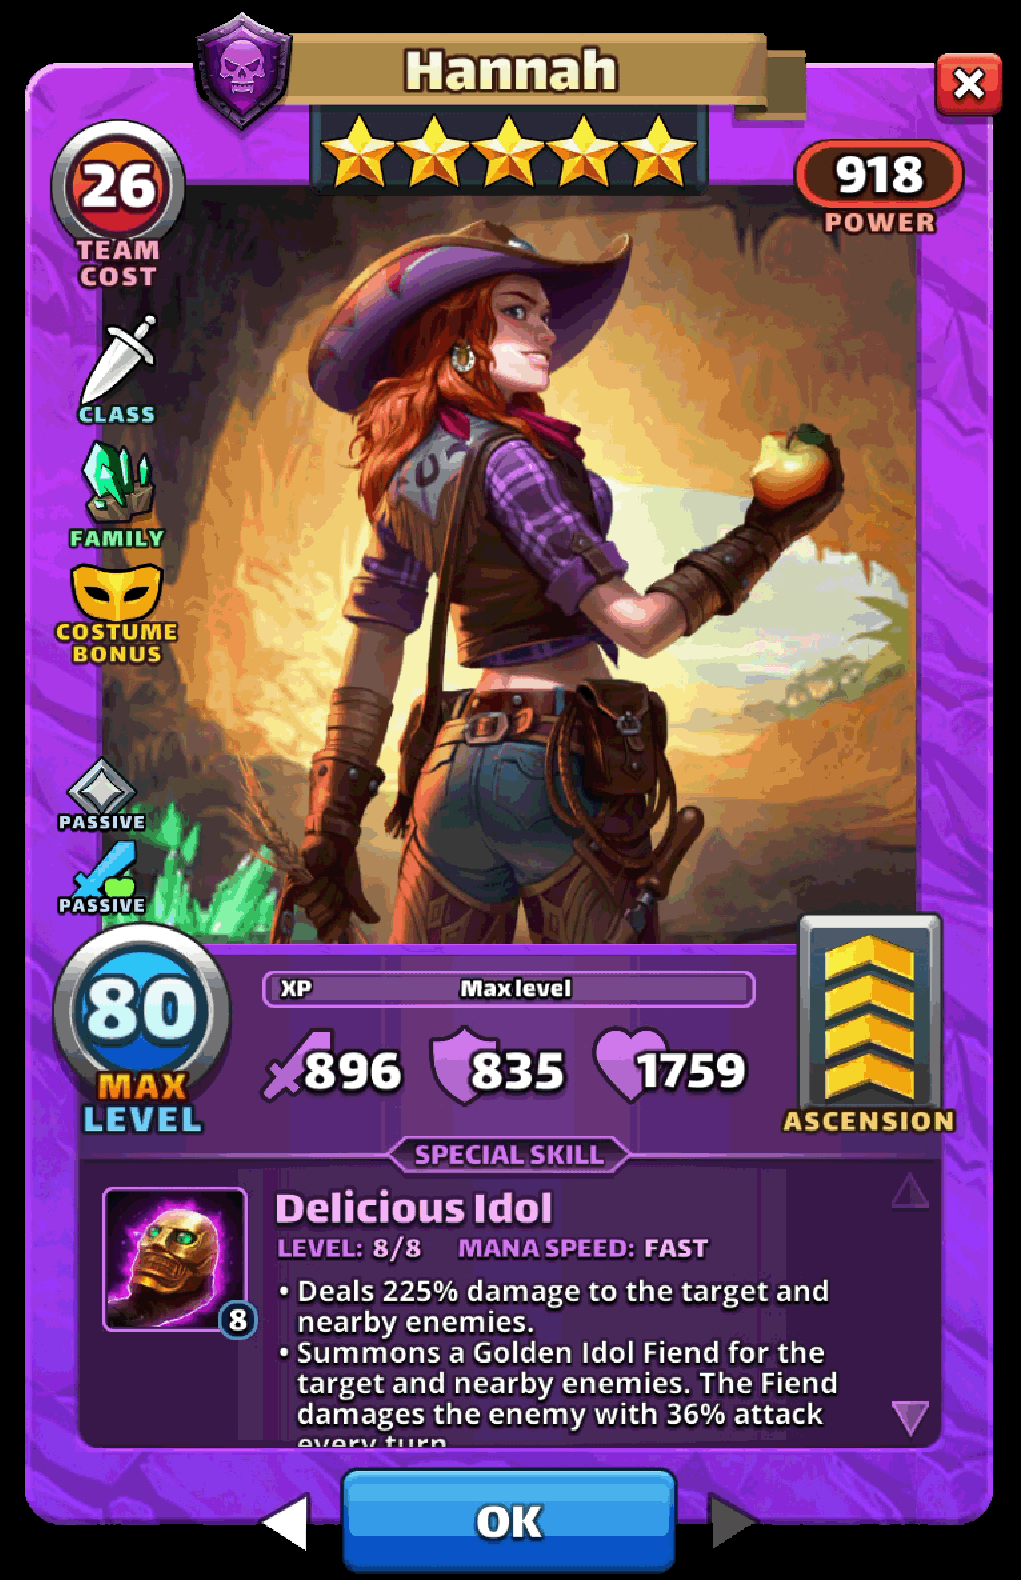 Hannah
26
TEAM
COST
918
POWER
CLASS
FAMILY
COSTUME
BONUS
PASSIVE
PASSIVE
80
MAX
LEVEL
XP Max level
896 835 1759
ASCENSION
SPECIAL SKILL
Delicious Idol
LEVEL: 8/8 MANA SPEED: FAST
8
• Deals 225% damage to the target and
nearby enemies.
• Summons a Golden Idol Fiend for the
target and nearby enemies. The Fiend
damages the enemy with 36% attack
every turn
OK